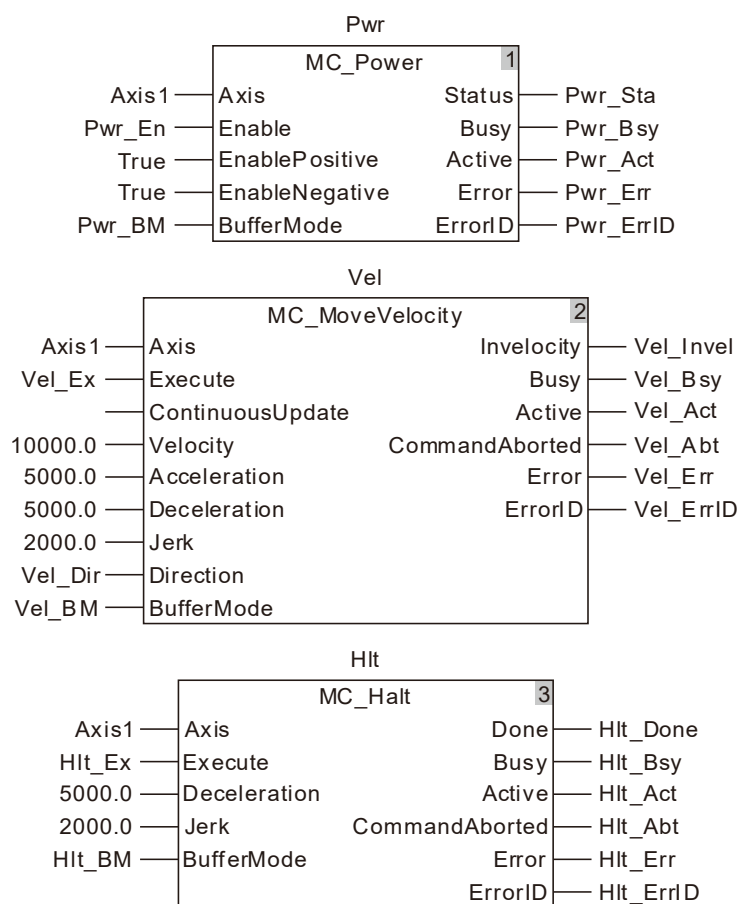 Pwr
MC_Power 1
Axis1 Axis Status Pwr_Sta
Pwr_En Enable Busy Pwr_Bsy
True EnablePositive Active Pwr_Act
True EnableNegative Error Pwr_Err
Pwr_BM BufferMode ErrorID Pwr_ErrID
Vel
MC_MoveVelocity 2
Axis1 Axis Invelocity Vel_Invel
Vel_Ex Execute Busy Vel_Bsy
ContinuousUpdate Active Vel_Act
10000.0 Velocity CommandAborted Vel_Abt
5000.0 Acceleration Error Vel_Err
5000.0 Deceleration ErrorID Vel_ErrID
2000.0 Jerk
Vel_Dir Direction
Vel_BM BufferMode
Hlt
MC_Halt 3
Axis1 Axis Done Hlt_Done
Hlt_Ex Execute Busy Hlt_Bsy
5000.0 Deceleration Active Hlt_Act
2000.0 Jerk CommandAborted Hlt_Abt
Hlt_BM BufferMode Error Hlt_Err
ErrorID Hlt_ErrID